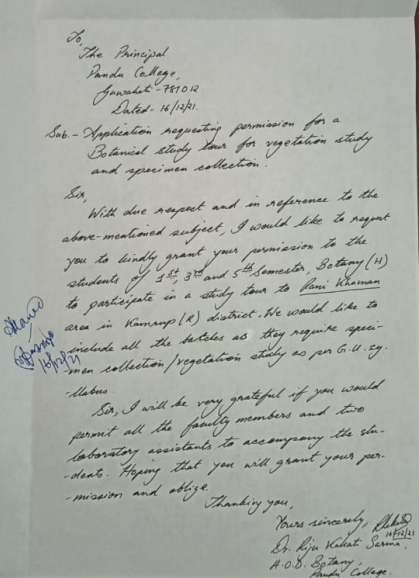 To,
The Principal
Pandu College,
Guwahati-781012
Dated- 16/12/21.
Sub.- Application requesting permission for a
Botanical study tour for vegetation study
and specimen collection.
Sir,
With due respect and in reference to the
above-mentioned subject, I would like to request
you to kindly grant your permission to the
students of 1st, 3rd and 5th Semester, Botany (H)
to participate in a study tour to Rani Khamar
area in Kamrup (R) district. We would like to
include all the batches as they require speci-
men collection/vegetation study as per G.U. sy-
-llabus.
Sir, I will be very grateful if you would
permit all the faculty members and two
laboratory assistants to accompany the stu-
-dents. Hoping that you will grant your per-
-mission and oblige.
Thanking you,
Yours sincerely,
16/12/21
Dr. Riju Kakati Sarma.
H.O.D. Botany,
Pandu College.
16/12/21